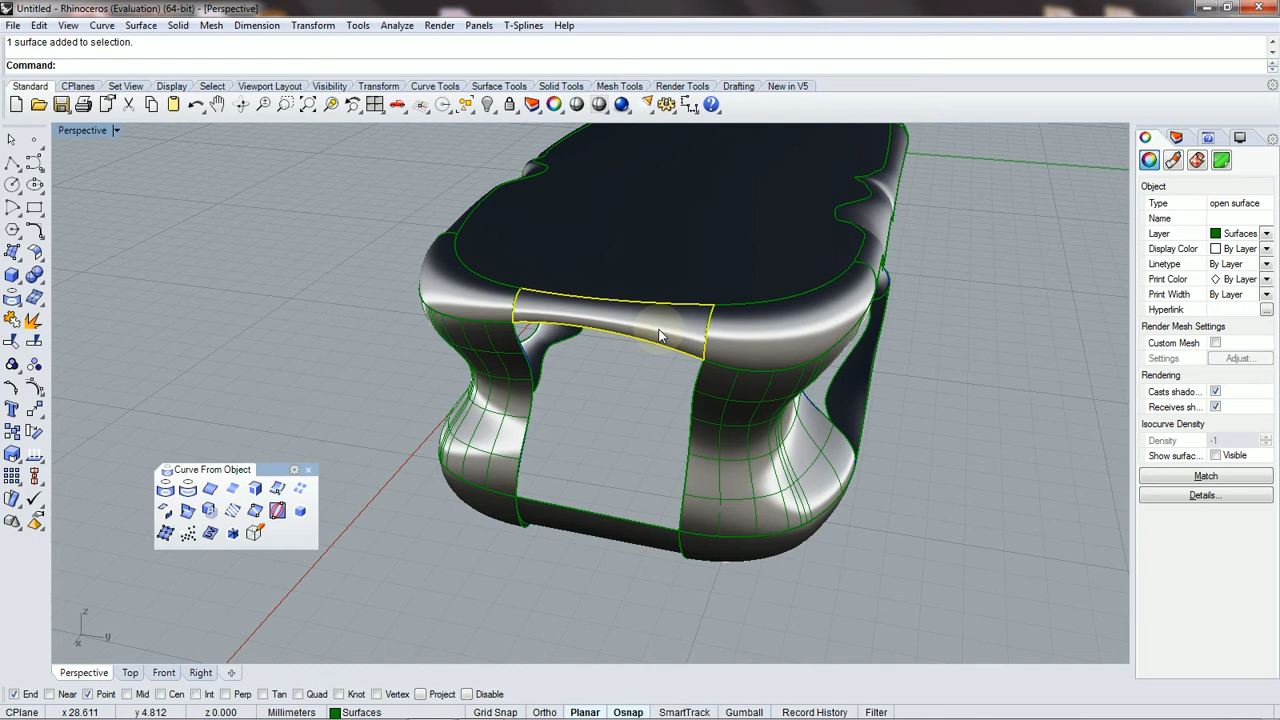 Untitled - Rhinoceros (Evaluation) (64-bit) - [Perspective]
File Edit View Curve Surface Solid Mesh Dimension Transform Tools Analyze Render Panels T-Splines Help
1 surface added to selection.
Command:
Standard CPlanes Set View Display Select Viewport Layout Visibility Transform Curve Tools Surface Tools Solid Tools Mesh Tools Render Tools Drafting New in V5
Perspective
Object
Type open surface
Name
Layer Surfaces
Display Color By Layer
Linetype By Layer
Print Color By Layer
Print Width By Layer
Hyperlink ...
Render Mesh Settings
Custom Mesh
Settings Adjust...
Rendering
Casts shado...
Receives sh...
Isocurve Density
Density -1
Show surfac... Visible
Match
Details...
Curve From Object
z
x y
Perspective Top Front Right
End Near Point Mid Cen Int Perp Tan Quad Knot Vertex Project Disable
CPlane x 28.611 y 4.812 z 0.000 Millimeters Surfaces Grid Snap Ortho Planar Osnap SmartTrack Gumball Record History Filter